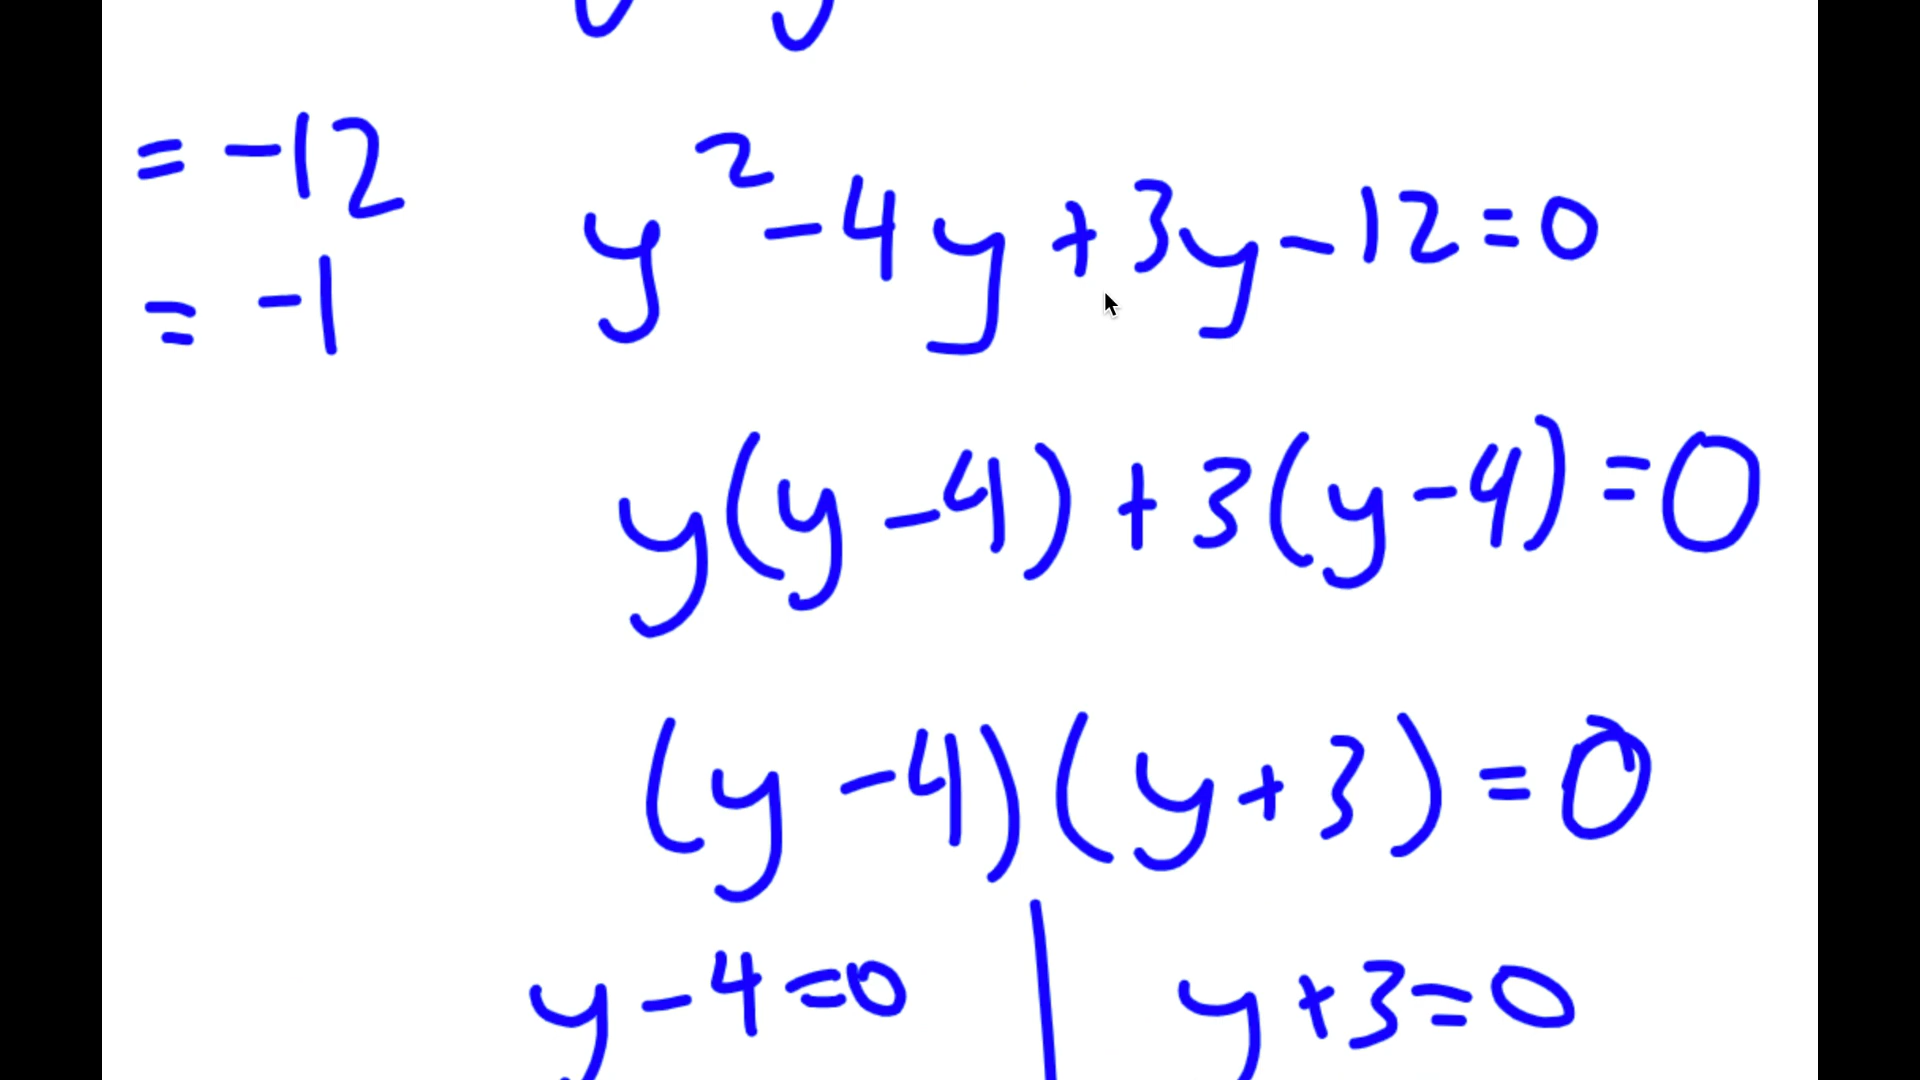 = -12
= -1
y² - 4y + 3y - 12 = 0
y(y - 4) + 3(y - 4) = 0
(y - 4)(y + 3) = 0
y - 4 = 0 | y + 3 = 0